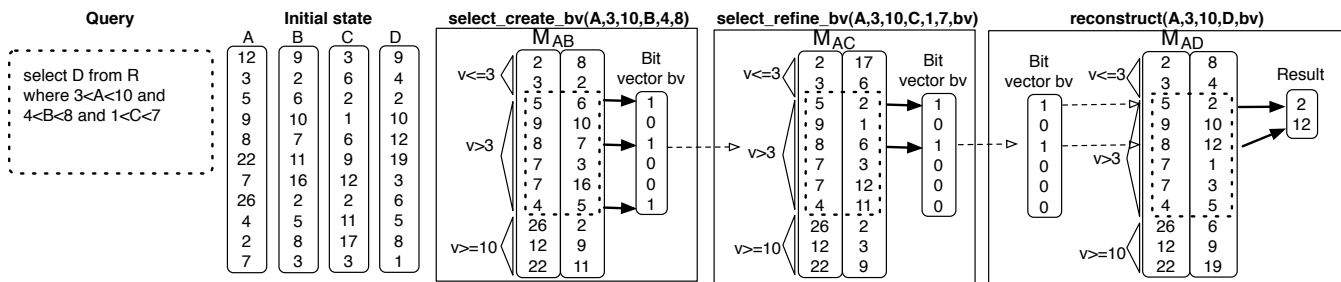 Query
Initial state
select_create_bv(A,3,10,B,4,8)
select_refine_bv(A,3,10,C,1,7,bv)
reconstruct(A,3,10,D,bv)
select D from R
where 3<A<10 and
4<B<8 and 1<C<7
A B C D
12 9 3 9
3 2 6 4
5 6 2 2
9 10 1 10
8 7 6 12
22 11 9 19
7 16 12 3
26 2 2 6
4 5 11 5
2 8 17 8
7 3 3 1
MAB
Bit
vector bv
v<=3
v>3
v>=10
2 8
3 2
5 6 1
9 10 0
8 7 1
7 3 0
7 16 0
4 5 1
26 2
12 9
22 11
MAC
Bit
vector bv
v<=3
v>3
v>=10
2 17
3 6
5 2 1
9 1 0
8 6 1
7 3 0
7 12 0
4 11 0
26 2
12 3
22 9
Bit
vector bv
1
0
1
0
0
0
MAD
v<=3
v>3
v>=10
2 8
3 4
5 2
9 10
8 12
7 1
7 3
4 5
26 6
12 9
22 19
Result
2
12